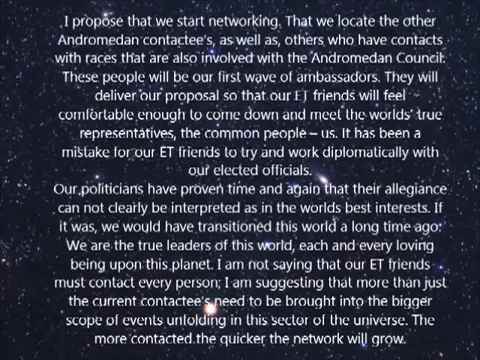 I propose that we start networking. That we locate the other
Andromedan contactee's, as well as, others who have contacts
with races that are also involved with the Andromedan Council.
These people will be our first wave of ambassadors. They will
deliver our proposal so that our ET friends will feel
comfortable enough to come down and meet the worlds' true
representatives, the common people – us. It has been a
mistake for our ET friends to try and work diplomatically with
our elected officials.
Our politicians have proven time and again that their allegiance
can not clearly be interpreted as in the worlds best interests. If
it was, we would have transitioned this world a long time ago.
We are the true leaders of this world, each and every loving
being upon this planet. I am not saying that our ET friends
must contact every person; I am suggesting that more than just
the current contactee's need to be brought into the bigger
scope of events unfolding in this sector of the universe. The
more contacted the quicker the network will grow.